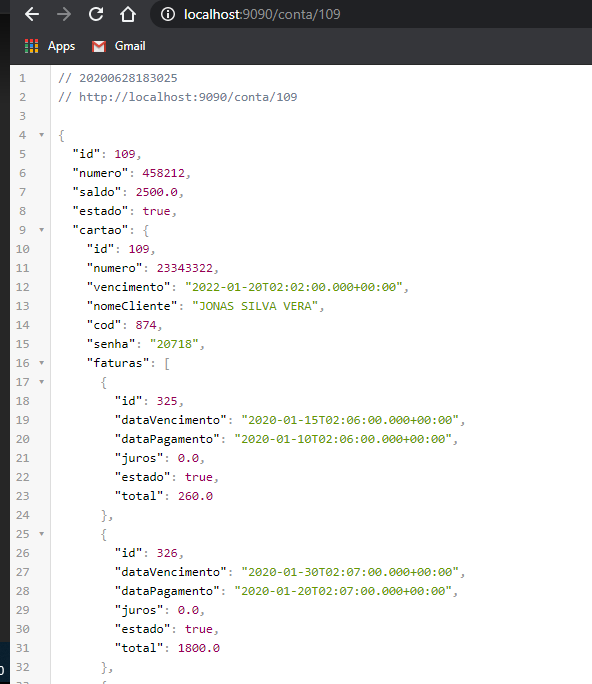 localhost:9090/conta/109
Apps Gmail
1 // 20200628183025
2 // http://localhost:9090/conta/109
3
4 {
5 "id": 109,
6 "numero": 458212,
7 "saldo": 2500.0,
8 "estado": true,
9 "cartao": {
10 "id": 109,
11 "numero": 23343322,
12 "vencimento": "2022-01-20T02:02:00.000+00:00",
13 "nomeCliente": "JONAS SILVA VERA",
14 "cod": 874,
15 "senha": "20718",
16 "faturas": [
17 {
18 "id": 325,
19 "dataVencimento": "2020-01-15T02:06:00.000+00:00",
20 "dataPagamento": "2020-01-10T02:06:00.000+00:00",
21 "juros": 0.0,
22 "estado": true,
23 "total": 260.0
24 },
25 {
26 "id": 326,
27 "dataVencimento": "2020-01-30T02:07:00.000+00:00",
28 "dataPagamento": "2020-01-20T02:07:00.000+00:00",
29 "juros": 0.0,
30 "estado": true,
31 "total": 1800.0
32 },